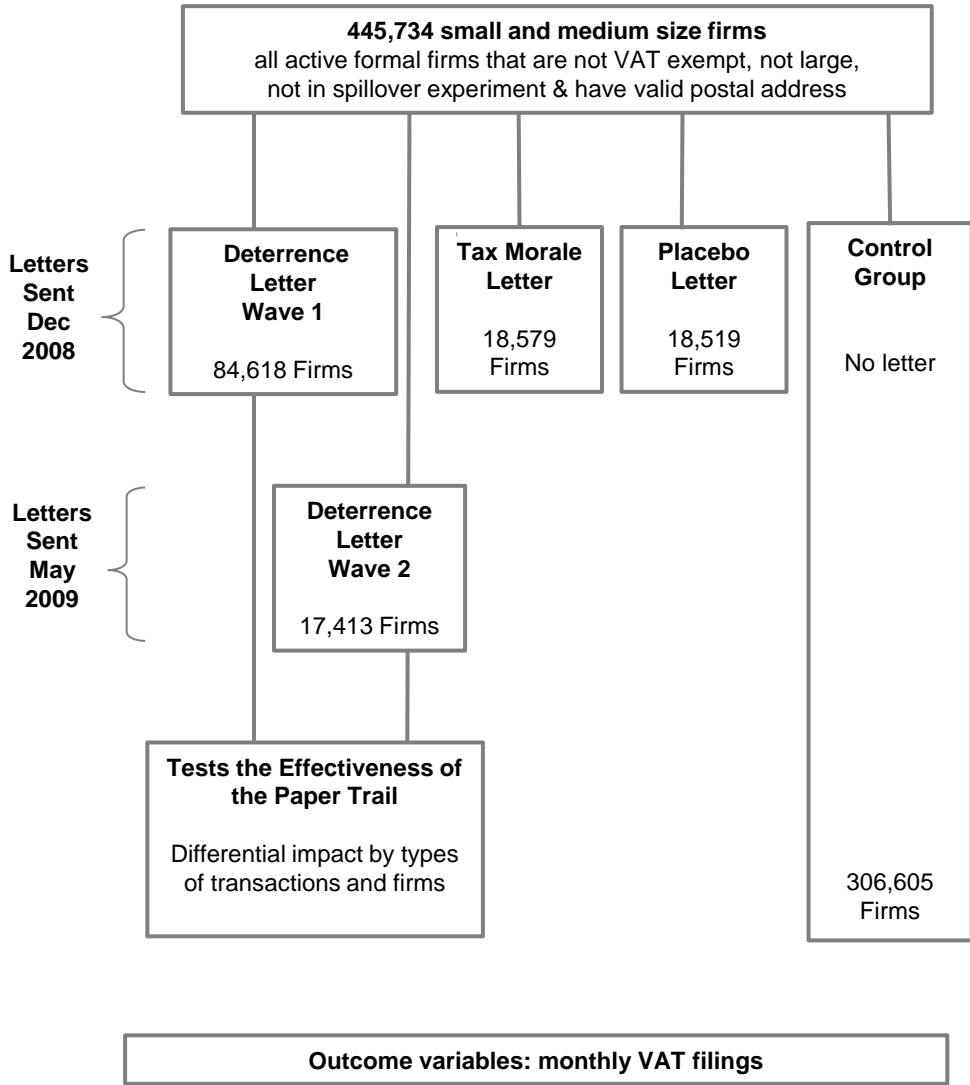 445,734 small and medium size firms
all active formal firms that are not VAT exempt, not large,
not in spillover experiment & have valid postal address
Letters
Sent
Dec
2008
Deterrence
Letter
Wave 1
84,618 Firms
Tax Morale
Letter
18,579
Firms
Placebo
Letter
18,519
Firms
Control
Group
No letter
306,605
Firms
Letters
Sent
May
2009
Deterrence
Letter
Wave 2
17,413 Firms
Tests the Effectiveness of
the Paper Trail
Differential impact by types
of transactions and firms
Outcome variables: monthly VAT filings